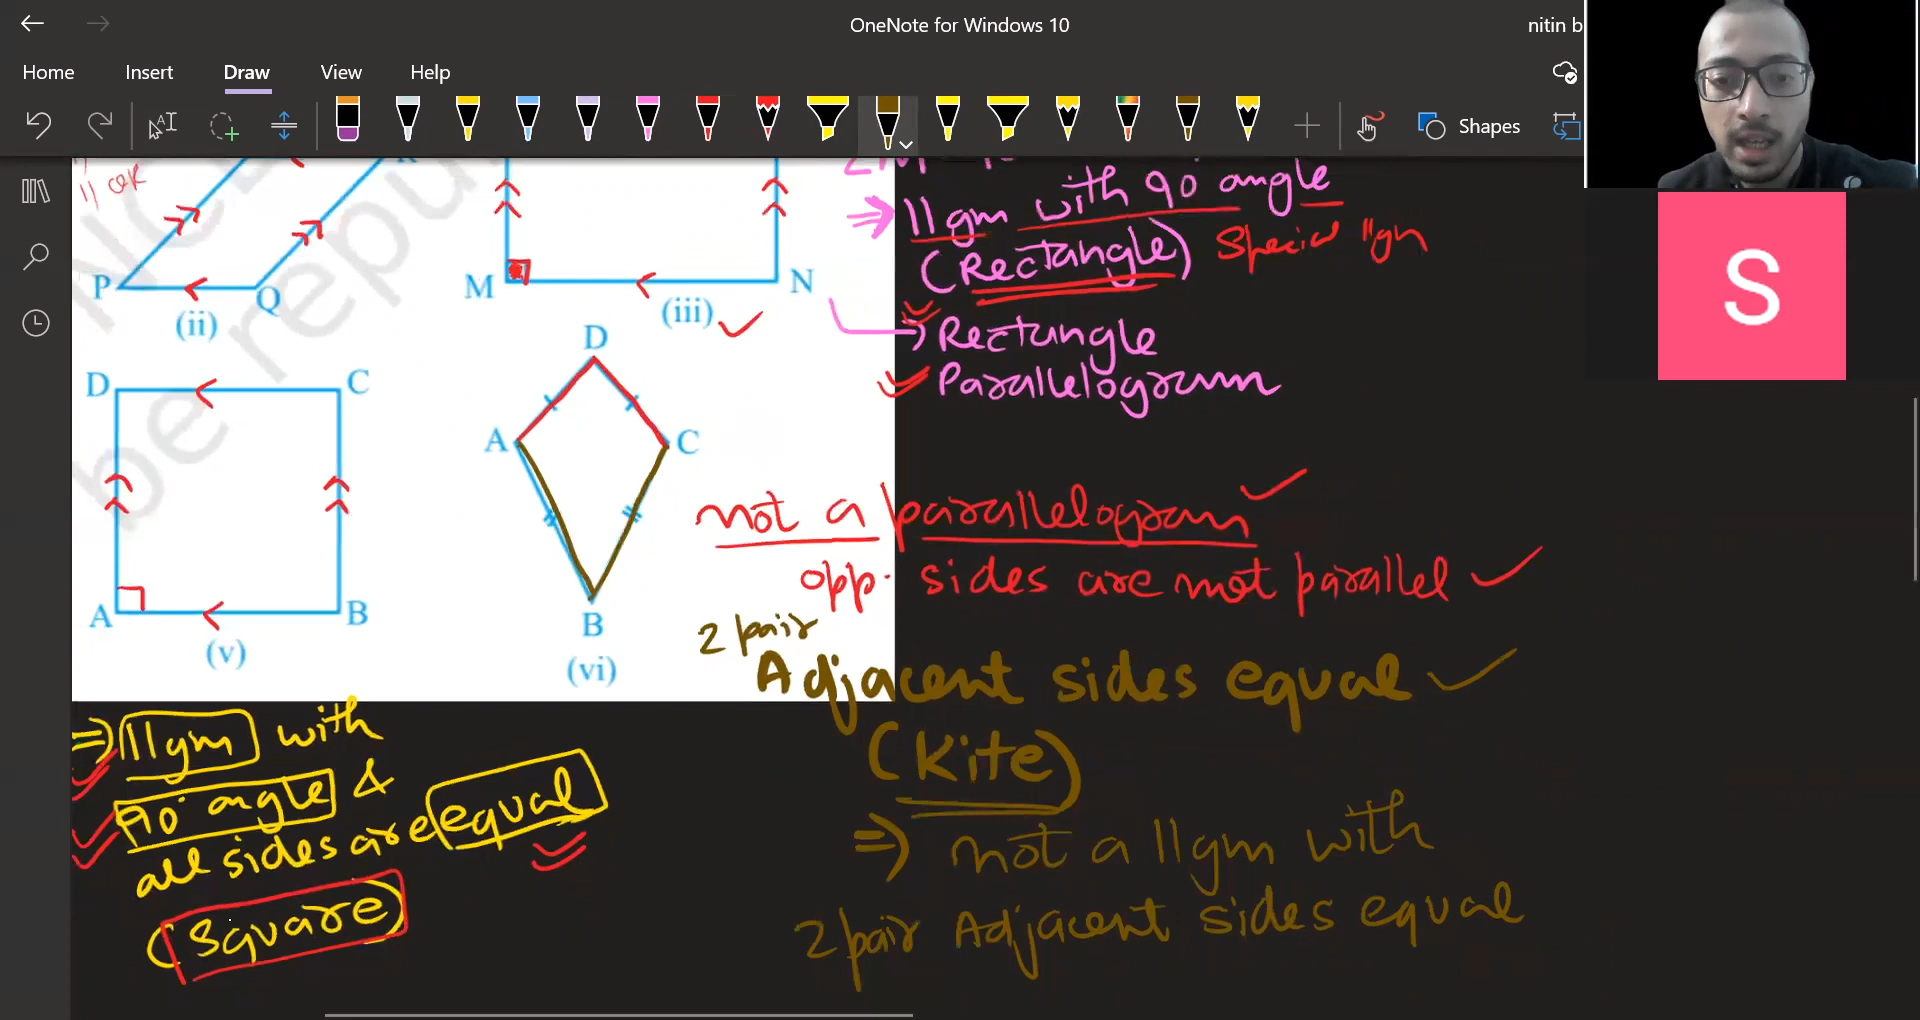 OneNote for Windows 10
nitin b
Home Insert Draw View Help
Shapes
be repu
P Q
(ii)
M N
(iii)
||gm with 90 angle
(Rectangle) Special ||gm
Rectangle
Parallelogram
D C
A B
(v)
D
A C
B
(vi)
not a parallelogram
opp. sides are not parallel
2 pair
Adjacent sides equal
(Kite)
=> not a ||gm with
2 pair Adjacent sides equal
=> ||gm with
90 angle &
all sides are equal
(Square)
S